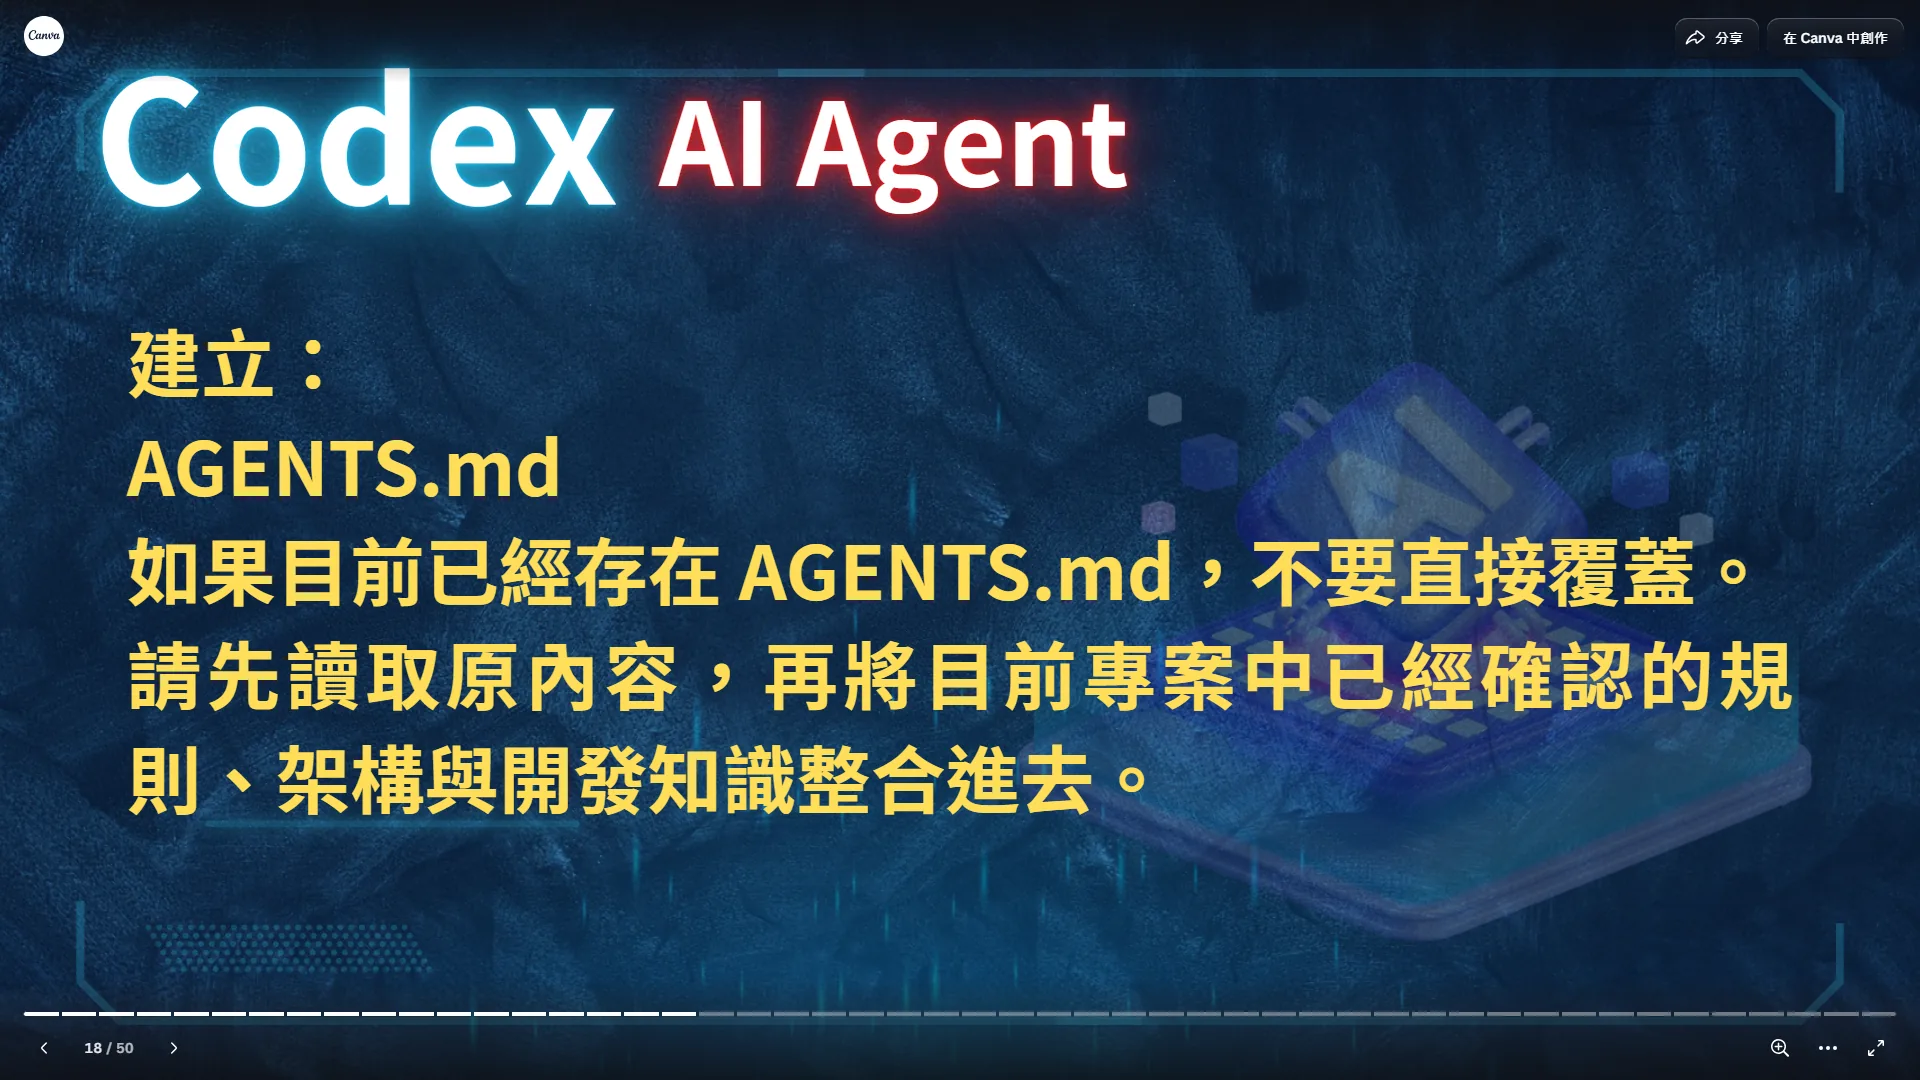 Canva
分享
在 Canva 中創作
Codex AI Agent
AI
建立：
AGENTS.md
如果目前已經存在 AGENTS.md，不要直接覆蓋。
請先讀取原內容，再將目前專案中已經確認的規
則、架構與開發知識整合進去。
18 / 50